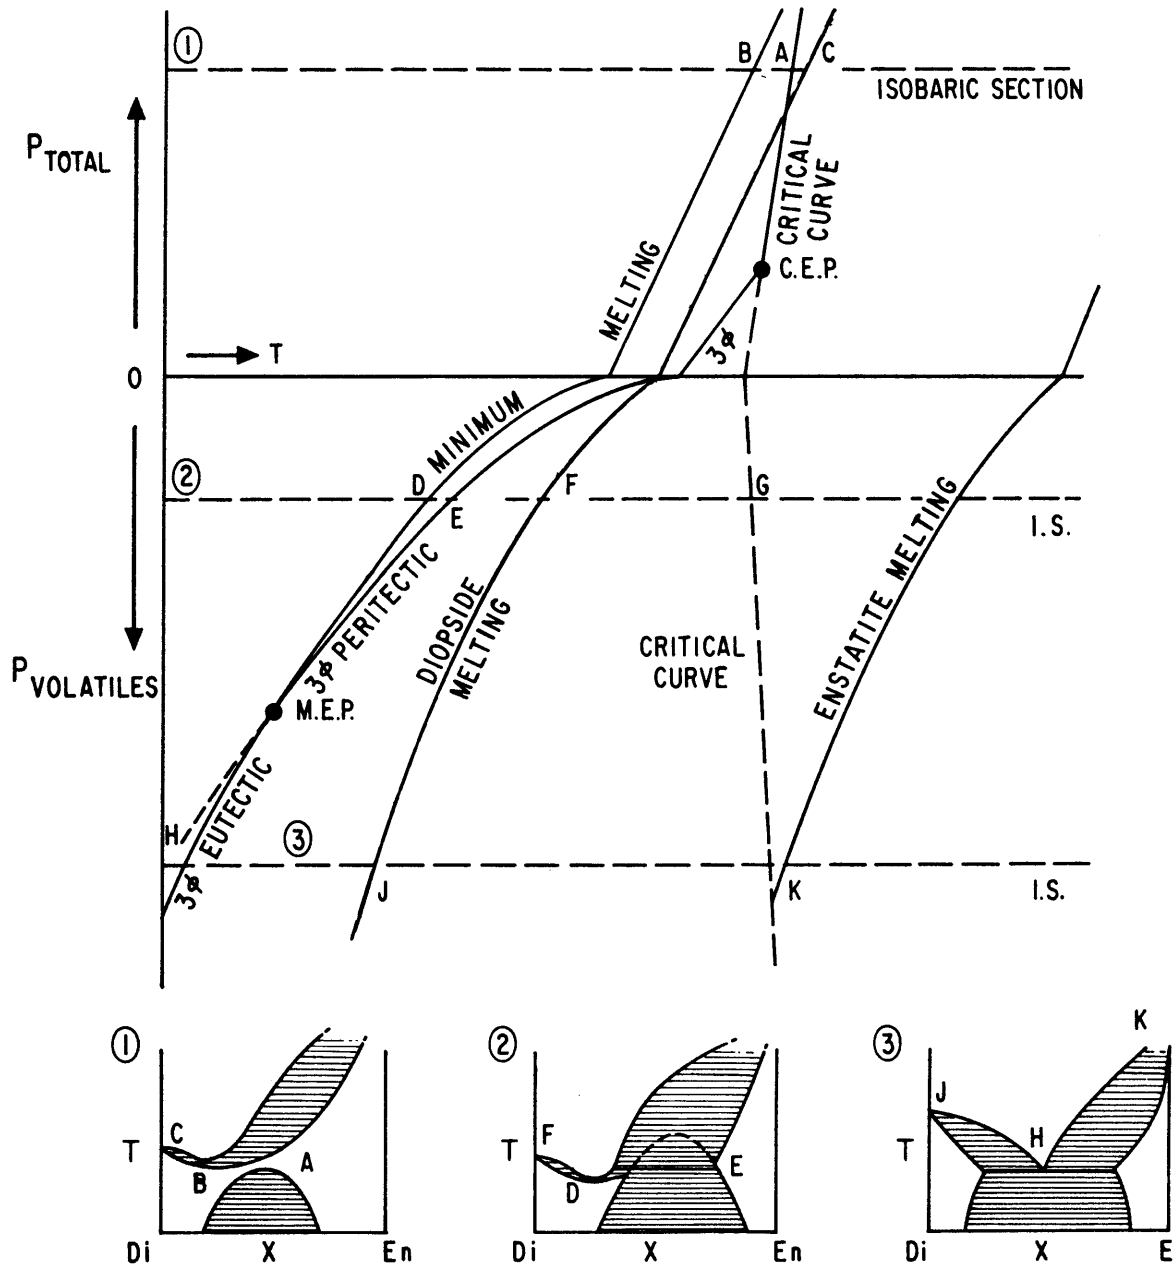 ①
B A C
ISOBARIC SECTION
P TOTAL
CRITICAL
CURVE
MELTING
C.E.P.
3ϕ
T
0
MINIMUM
②
D
E
F
G
I.S.
3ϕ PERITECTIC
DIOPSIDE
MELTING
CRITICAL
CURVE
ENSTATITE MELTING
P VOLATILES
M.E.P.
3ϕ EUTECTIC
H
③
J
K
I.S.
①
T
C
B
A
Di X En
②
T
F
D
E
Di X En
③
T
J
H
K
Di X E